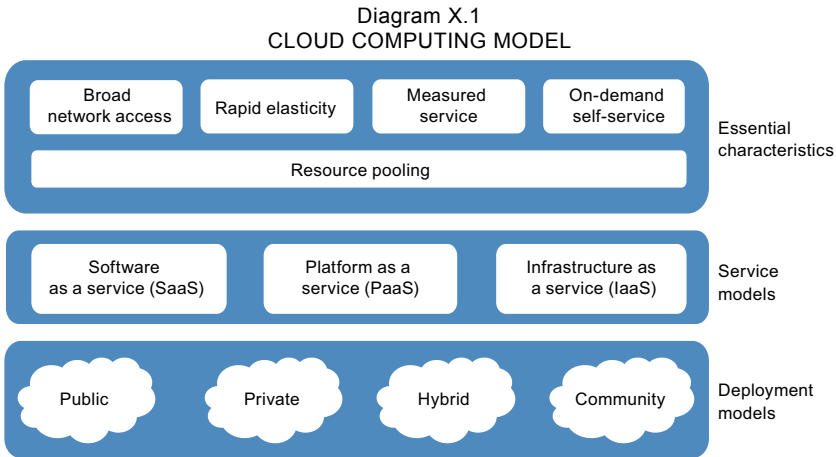 Diagram X.1
CLOUD COMPUTING MODEL
Broad
network access
Rapid elasticity
Measured
service
On-demand
self-service
Resource pooling
Essential
characteristics
Software
as a service (SaaS)
Platform as a
service (PaaS)
Infrastructure as
a service (IaaS)
Service
models
Public
Private
Hybrid
Community
Deployment
models